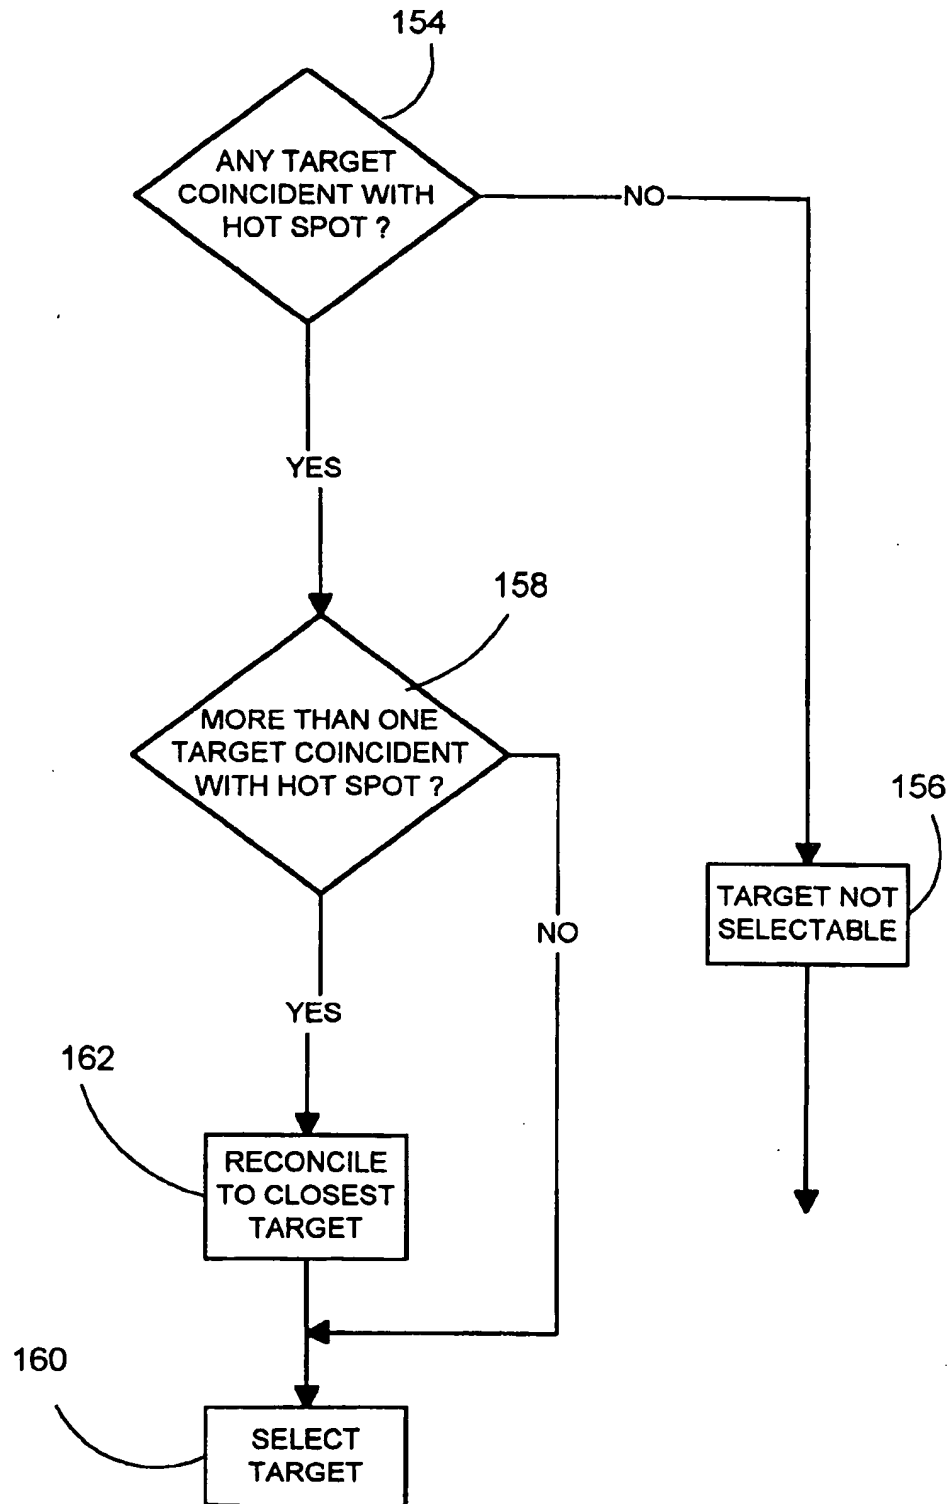 154
ANY TARGET
COINCIDENT WITH
HOT SPOT ?
NO
YES
158
MORE THAN ONE
TARGET COINCIDENT
WITH HOT SPOT ?
156
TARGET NOT
SELECTABLE
NO
YES
162
RECONCILE
TO CLOSEST
TARGET
160
SELECT
TARGET